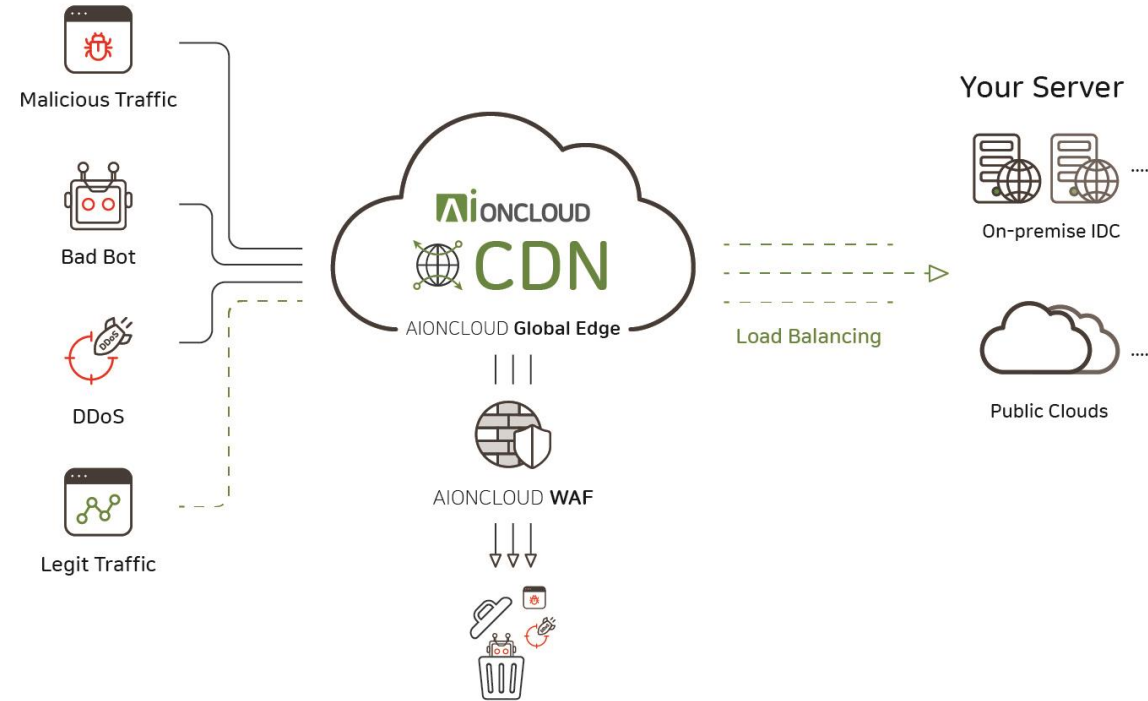 Malicious Traffic
Bad Bot
DDoS
DDoS
Legit Traffic
AIONCLOUD
CDN
AIONCLOUD Global Edge
AIONCLOUD WAF
Load Balancing
Your Server
On-premise IDC
Public Clouds